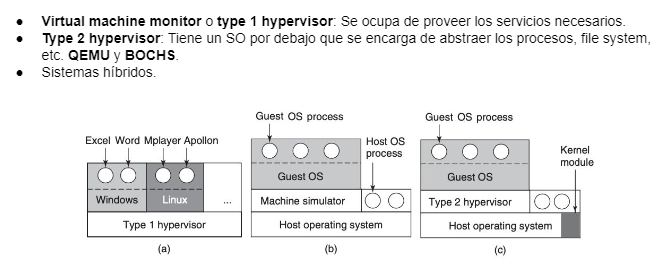 ● Virtual machine monitor o type 1 hypervisor: Se ocupa de proveer los servicios necesarios.
● Type 2 hypervisor: Tiene un SO por debajo que se encarga de abstraer los procesos, file system,
etc. QEMU y BOCHS.
● Sistemas híbridos.
Guest OS process
Guest OS process
Excel Word Mplayer Apollon
Host OS
process
Kernel
module
Guest OS
Guest OS
Windows
Linux
...
Machine simulator
Type 2 hypervisor
Type 1 hypervisor
Host operating system
Host operating system
(a)
(b)
(c)